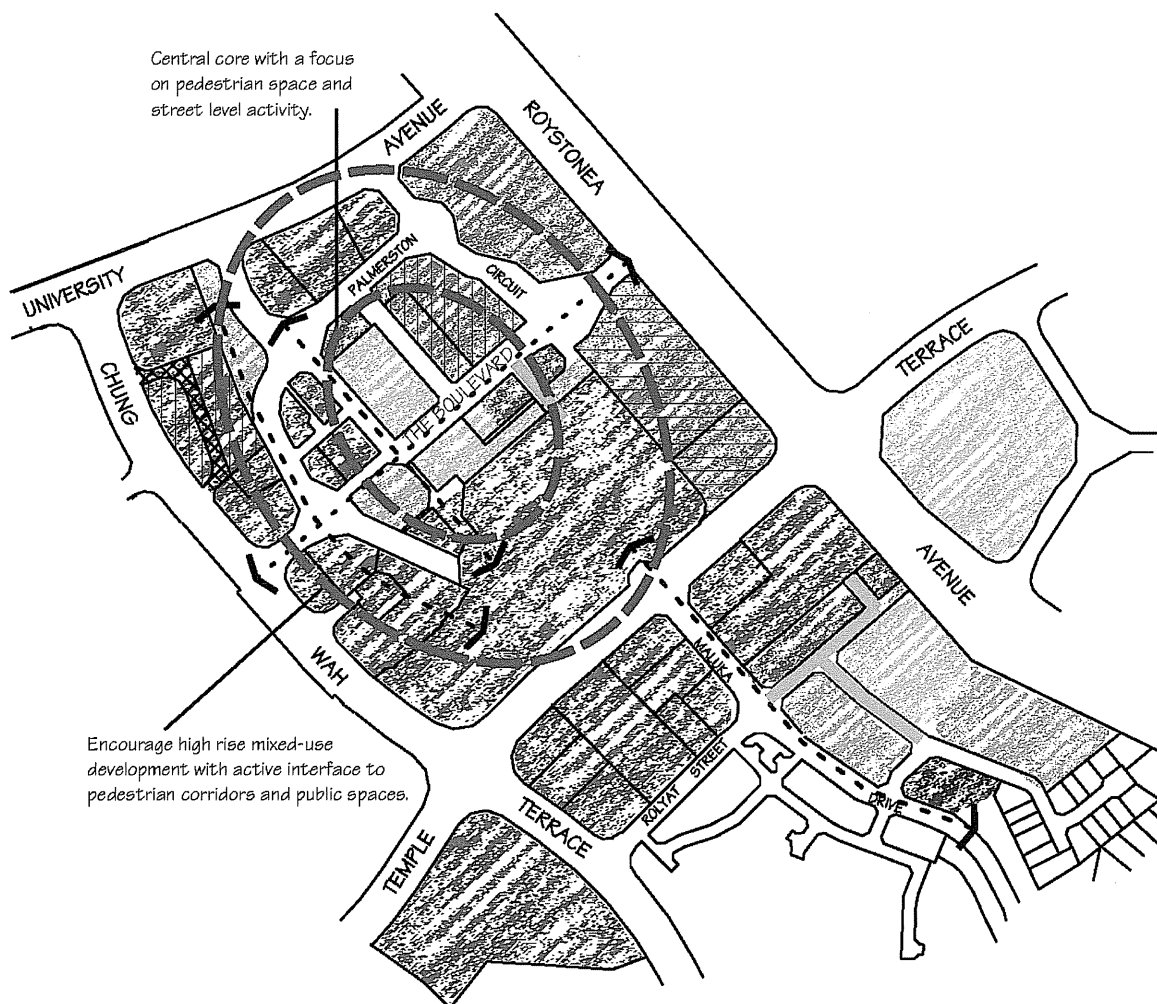 Central core with a focus
on pedestrian space and
street level activity.
AVENUE
ROYSTONEA
UNIVERSITY
PALMERSTON
CIRCUIT
CHUNG
THE BOULEVARD
TERRACE
AVENUE
WAH
MALUKA
Encourage high rise mixed-use
development with active interface to
pedestrian corridors and public spaces.
ROLYAT STREET
DRIVE
TEMPLE
TERRACE